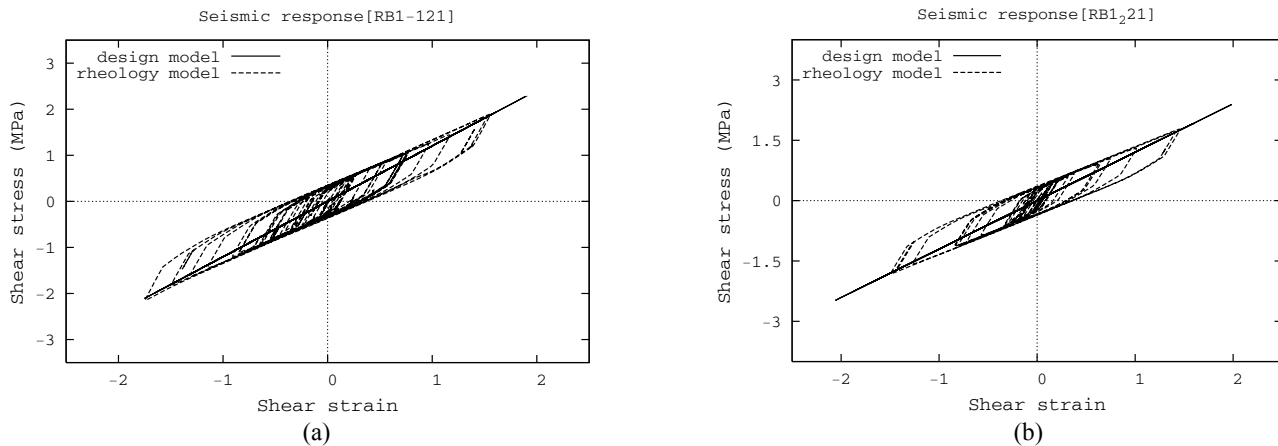 Seismic response[RB1-121]
design model
rheology model
3
2
1
0
-1
-2
-3
Shear stress (MPa)
-2
-1
0
1
2
Shear strain
(a)
Seismic response[RB1₂21]
design model
rheology model
3
1.5
0
-1.5
-3
Shear stress (MPa)
-2
-1
0
1
2
Shear strain
(b)